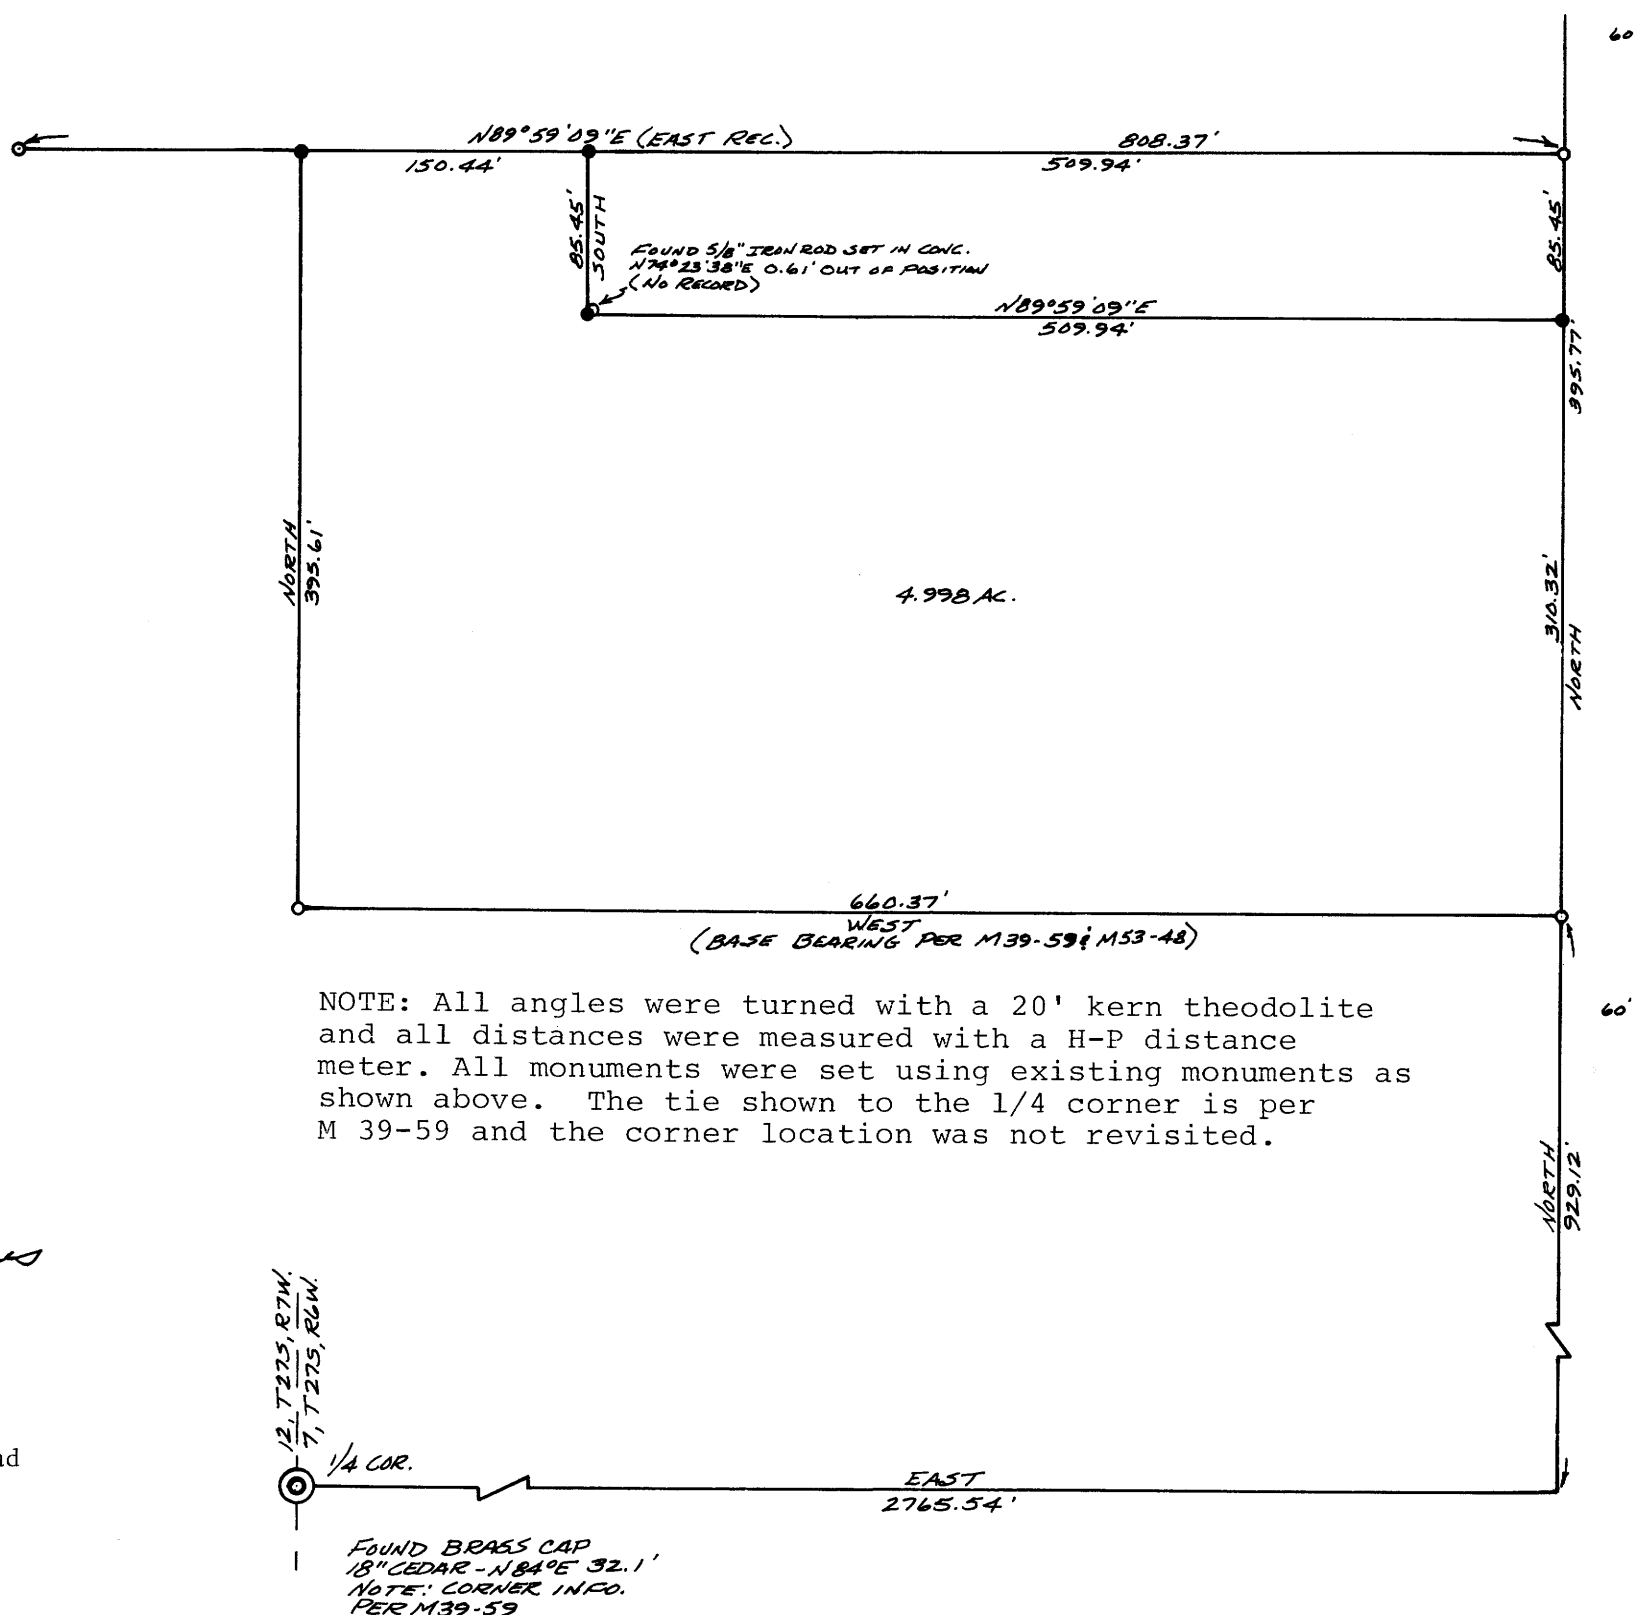 60
N89°59'09"E (EAST REC.)
808.37'
150.44'
509.94'
85.45'
SOUTH
85.45'
FOUND 5/8" IRON ROD SET IN CONC.
N74°23'38"E 0.61' OUT OF POSITION
(NO RECORD)
N89°59'09"E
509.94'
395.77'
NORTH
395.61'
4.998 AC.
310.32'
NORTH
660.37'
WEST
(BASE BEARING PER M39-59 & M53-48)
NOTE: All angles were turned with a 20' kern theodolite
and all distances were measured with a H-P distance
meter. All monuments were set using existing monuments as
shown above. The tie shown to the 1/4 corner is per
M 39-59 and the corner location was not revisited.
60'
NORTH
929.12'
12, T27S, R7W.
7, T27S, R6W.
1/4 COR.
EAST
2765.54'
FOUND BRASS CAP
18" CEDAR - N84°E 32.1'
NOTE: CORNER INFO.
PER M39-59